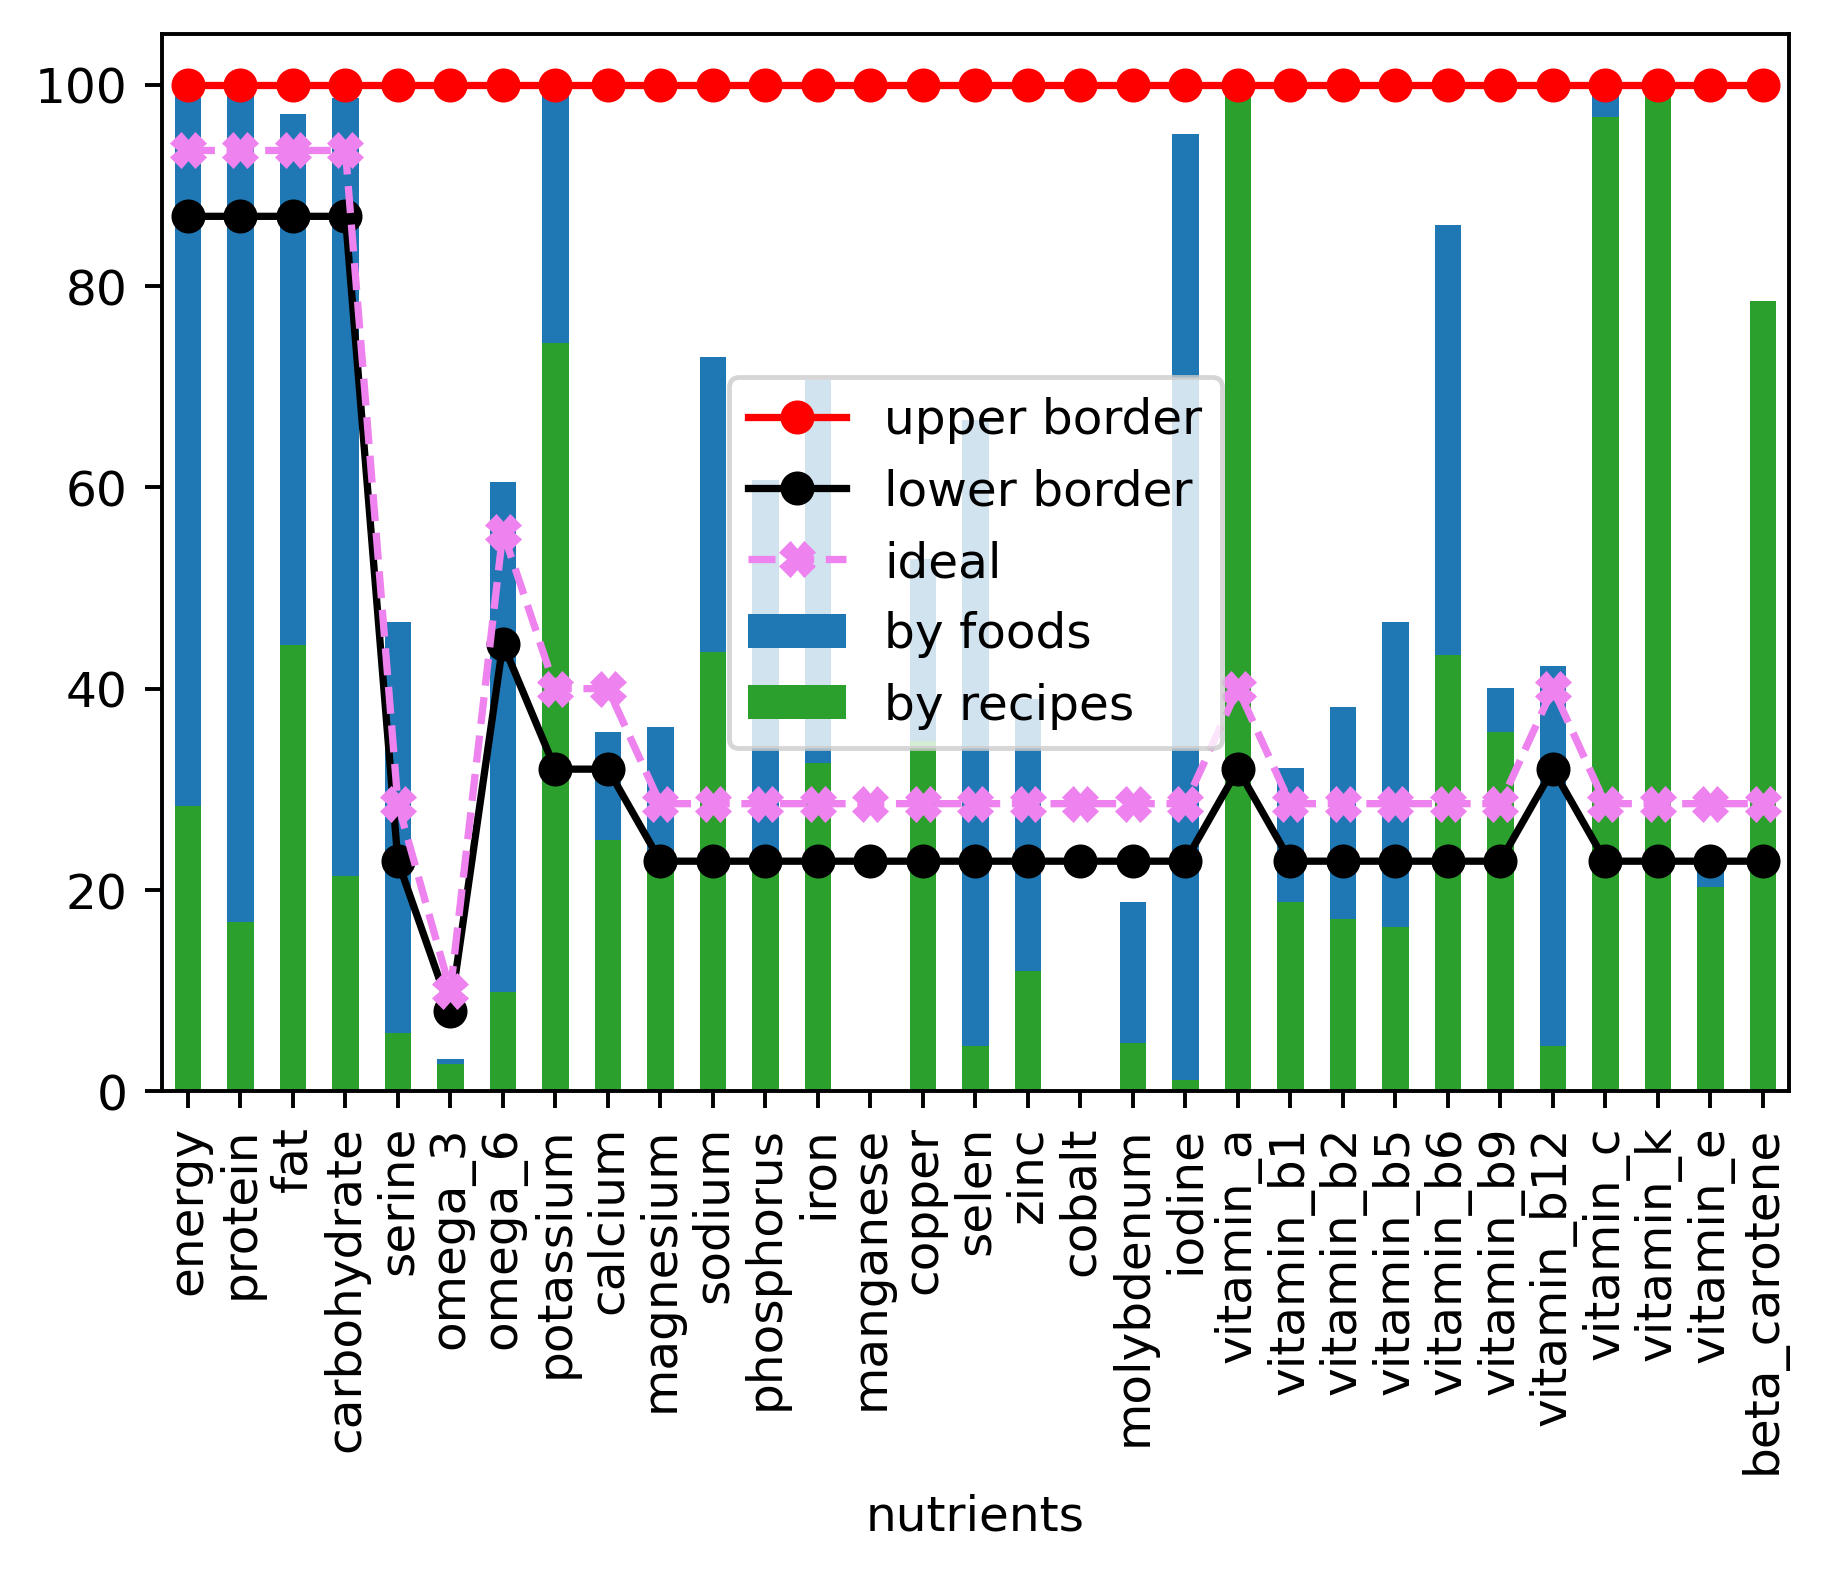 100
80
60
40
20
0
upper border
lower border
ideal
by foods
by recipes
energy
protein
fat
carbohydrate
serine
omega_3
omega_6
potassium
calcium
magnesium
sodium
phosphorus
iron
manganese
copper
selen
zinc
cobalt
molybdenum
iodine
vitamin_a
vitamin_b1
vitamin_b2
vitamin_b5
vitamin_b6
vitamin_b9
vitamin_b12
vitamin_c
vitamin_k
vitamin_e
beta_carotene
nutrients